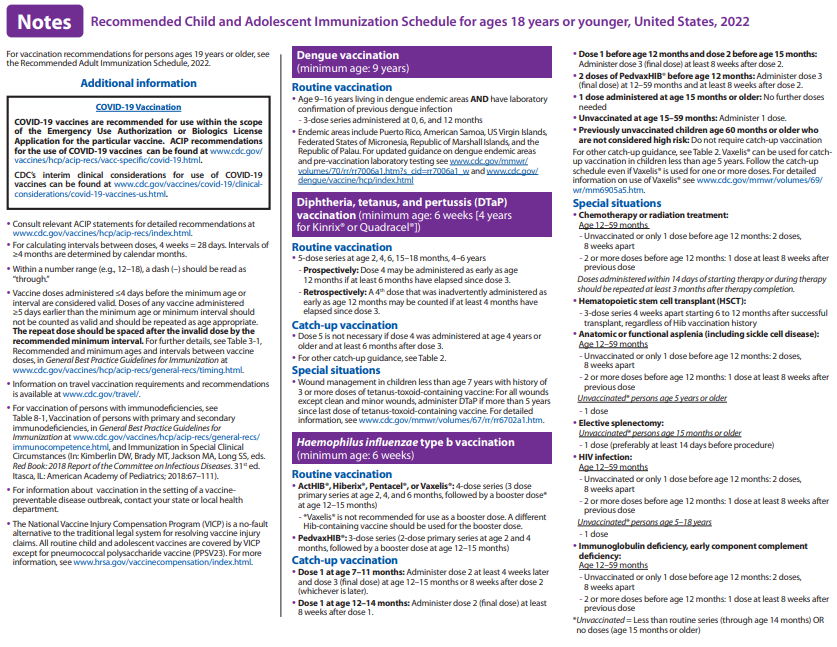 Notes
Recommended Child and Adolescent Immunization Schedule for ages 18 years or younger, United States, 2022
For vaccination recommendations for persons ages 19 years or older, see
the Recommended Adult Immunization Schedule, 2022.
Additional information
COVID-19 Vaccination
COVID-19 vaccines are recommended for use within the scope
of the Emergency Use Authorization or Biologics License
Application for the particular vaccine. ACIP recommendations
for the use of COVID-19 vaccines can be found at www.cdc.gov/
vaccines/hcp/acip-recs/vacc-specific/covid-19.html.
CDC's interim clinical considerations for use of COVID-19
vaccines can be found at www.cdc.gov/vaccines/covid-19/clinical-
considerations/covid-19-vaccines-us.html.
• Consult relevant ACIP statements for detailed recommendations at
www.cdc.gov/vaccines/hcp/acip-recs/index.html.
• For calculating intervals between doses, 4 weeks = 28 days. Intervals of
≥4 months are determined by calendar months.
• Within a number range (e.g., 12–18), a dash (–) should be read as
"through."
• Vaccine doses administered ≤4 days before the minimum age or
interval are considered valid. Doses of any vaccine administered
≥5 days earlier than the minimum age or minimum interval should
not be counted as valid and should be repeated as age appropriate.
The repeat dose should be spaced after the invalid dose by the
recommended minimum interval. For further details, see Table 3-1,
Recommended and minimum ages and intervals between vaccine
doses, in General Best Practice Guidelines for Immunization at
www.cdc.gov/vaccines/hcp/acip-recs/general-recs/timing.html.
• Information on travel vaccination requirements and recommendations
is available at www.cdc.gov/travel/.
• For vaccination of persons with immunodeficiencies, see
Table 8-1, Vaccination of persons with primary and secondary
immunodeficiencies, in General Best Practice Guidelines for
Immunization at www.cdc.gov/vaccines/hcp/acip-recs/general-recs/
immunocompetence.html, and Immunization in Special Clinical
Circumstances (In: Kimberlin DW, Brady MT, Jackson MA, Long SS, eds.
Red Book: 2018 Report of the Committee on Infectious Diseases. 31st ed.
Itasca, IL: American Academy of Pediatrics; 2018:67–111).
• For information about vaccination in the setting of a vaccine-
preventable disease outbreak, contact your state or local health
department.
• The National Vaccine Injury Compensation Program (VICP) is a no-fault
alternative to the traditional legal system for resolving vaccine injury
claims. All routine child and adolescent vaccines are covered by VICP
except for pneumococcal polysaccharide vaccine (PPSV23). For more
information, see www.hrsa.gov/vaccinecompensation/index.html.
Dengue vaccination
(minimum age: 9 years)
Routine vaccination
• Age 9–16 years living in dengue endemic areas AND have laboratory
confirmation of previous dengue infection
- 3-dose series administered at 0, 6, and 12 months
• Endemic areas include Puerto Rico, American Samoa, US Virgin Islands,
Federated States of Micronesia, Republic of Marshall Islands, and the
Republic of Palau. For updated guidance on dengue endemic areas
and pre-vaccination laboratory testing see www.cdc.gov/mmwr/
volumes/70/rr/rr7006a1.htm?s_cid=rr7006a1_w and www.cdc.gov/
dengue/vaccine/hcp/index.html
Diphtheria, tetanus, and pertussis (DTaP)
vaccination (minimum age: 6 weeks [4 years
for Kinrix® or Quadracel®])
Routine vaccination
• 5-dose series at age 2, 4, 6, 15–18 months, 4–6 years
- Prospectively: Dose 4 may be administered as early as age
12 months if at least 6 months have elapsed since dose 3.
- Retrospectively: A 4th dose that was inadvertently administered as
early as age 12 months may be counted if at least 4 months have
elapsed since dose 3.
Catch-up vaccination
• Dose 5 is not necessary if dose 4 was administered at age 4 years or
older and at least 6 months after dose 3.
• For other catch-up guidance, see Table 2.
Special situations
• Wound management in children less than age 7 years with history of
3 or more doses of tetanus-toxoid-containing vaccine: For all wounds
except clean and minor wounds, administer DTaP if more than 5 years
since last dose of tetanus-toxoid-containing vaccine. For detailed
information, see www.cdc.gov/mmwr/volumes/67/rr/rr6702a1.htm.
Haemophilus influenzae type b vaccination
(minimum age: 6 weeks)
Routine vaccination
• ActHIB®, Hiberix®, Pentacel®, or Vaxelis®: 4-dose series (3 dose
primary series at age 2, 4, and 6 months, followed by a booster dose*
at age 12–15 months)
- *Vaxelis® is not recommended for use as a booster dose. A different
Hib-containing vaccine should be used for the booster dose.
• PedvaxHIB®: 3-dose series (2-dose primary series at age 2 and 4
months, followed by a booster dose at age 12–15 months)
Catch-up vaccination
• Dose 1 at age 7–11 months: Administer dose 2 at least 4 weeks later
and dose 3 (final dose) at age 12–15 months or 8 weeks after dose 2
(whichever is later).
• Dose 1 at age 12–14 months: Administer dose 2 (final dose) at least
8 weeks after dose 1.
• Dose 1 before age 12 months and dose 2 before age 15 months:
Administer dose 3 (final dose) at least 8 weeks after dose 2.
• 2 doses of PedvaxHIB® before age 12 months: Administer dose 3
(final dose) at 12–59 months and at least 8 weeks after dose 2.
• 1 dose administered at age 15 months or older: No further doses
needed
• Unvaccinated at age 15–59 months: Administer 1 dose.
• Previously unvaccinated children age 60 months or older who
are not considered high risk: Do not require catch-up vaccination
For other catch-up guidance, see Table 2. Vaxelis® can be used for catch-
up vaccination in children less than age 5 years. Follow the catch-up
schedule even if Vaxelis® is used for one or more doses. For detailed
information on use of Vaxelis® see www.cdc.gov/mmwr/volumes/69/
wr/mm6905a5.htm.
Special situations
• Chemotherapy or radiation treatment:
Age 12–59 months
- Unvaccinated or only 1 dose before age 12 months: 2 doses,
8 weeks apart
- 2 or more doses before age 12 months: 1 dose at least 8 weeks after
previous dose
Doses administered within 14 days of starting therapy or during therapy
should be repeated at least 3 months after therapy completion.
• Hematopoietic stem cell transplant (HSCT):
- 3-dose series 4 weeks apart starting 6 to 12 months after successful
transplant, regardless of Hib vaccination history
• Anatomic or functional asplenia (including sickle cell disease):
Age 12–59 months
- Unvaccinated or only 1 dose before age 12 months: 2 doses,
8 weeks apart
- 2 or more doses before age 12 months: 1 dose at least 8 weeks after
previous dose
Unvaccinated* persons age 5 years or older
- 1 dose
• Elective splenectomy:
Unvaccinated* persons age 15 months or older
- 1 dose (preferably at least 14 days before procedure)
• HIV infection:
Age 12–59 months
- Unvaccinated or only 1 dose before age 12 months: 2 doses,
8 weeks apart
- 2 or more doses before age 12 months: 1 dose at least 8 weeks after
previous dose
Unvaccinated* persons age 5–18 years
- 1 dose
• Immunoglobulin deficiency, early component complement
deficiency:
Age 12–59 months
- Unvaccinated or only 1 dose before age 12 months: 2 doses,
8 weeks apart
- 2 or more doses before age 12 months: 1 dose at least 8 weeks after
previous dose
*Unvaccinated = Less than routine series (through age 14 months) OR
no doses (age 15 months or older)